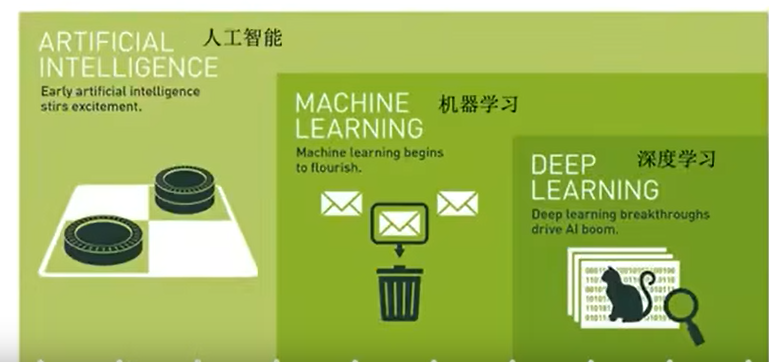 ARTIFICIAL
INTELLIGENCE
人工智能
Early artificial intelligence
stirs excitement.
MACHINE
LEARNING
机器学习
Machine learning begins
to flourish.
DEEP
LEARNING
深度学习
Deep learning breakthroughs
drive AI boom.